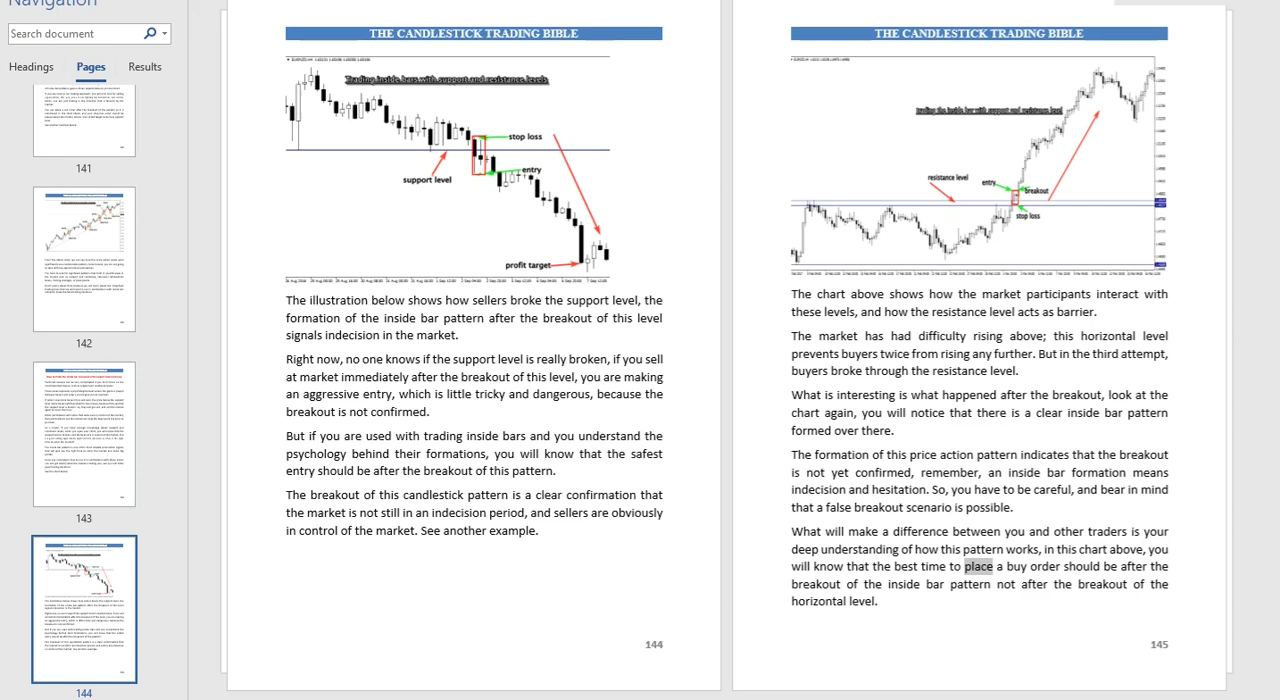 Navigation
Search document
Headings
Pages
Results
141
142
143
144
THE CANDLESTICK TRADING BIBLE
Trading inside bars with support and resistance levels
stop loss
entry
support level
profit target
The illustration below shows how sellers broke the support level, the
formation of the inside bar pattern after the breakout of this level
signals indecision in the market.
Right now, no one knows if the support level is really broken, if you sell
at market immediately after the breakout of this level, you are making
an aggressive entry, which is little tricky and dangerous, because the
breakout is not confirmed.
But if you are used with trading inside bars and you understand the
psychology behind their formations, you will know that the safest
entry should be after the breakout of this pattern.
The breakout of this candlestick pattern is a clear confirmation that
the market is not still in an indecision period, and sellers are obviously
in control of the market. See another example.
144
THE CANDLESTICK TRADING BIBLE
trading the inside bar with support and resistance level
resistance level
entry
breakout
stop loss
The chart above shows how the market participants interact with
these levels, and how the resistance level acts as barrier.
The market has had difficulty rising above; this horizontal level
prevents buyers twice from rising any further. But in the third attempt,
buyers broke through the resistance level.
What is interesting is what happened after the breakout, look at the
chart again, you will notice that there is a clear inside bar pattern
formed over there.
The formation of this price action pattern indicates that the breakout
is not yet confirmed, remember, an inside bar formation means
indecision and hesitation. So, you have to be careful, and bear in mind
that a false breakout scenario is possible.
What will make a difference between you and other traders is your
deep understanding of how this pattern works, in this chart above, you
will know that the best time to place a buy order should be after the
breakout of the inside bar pattern not after the breakout of the
horizontal level.
145